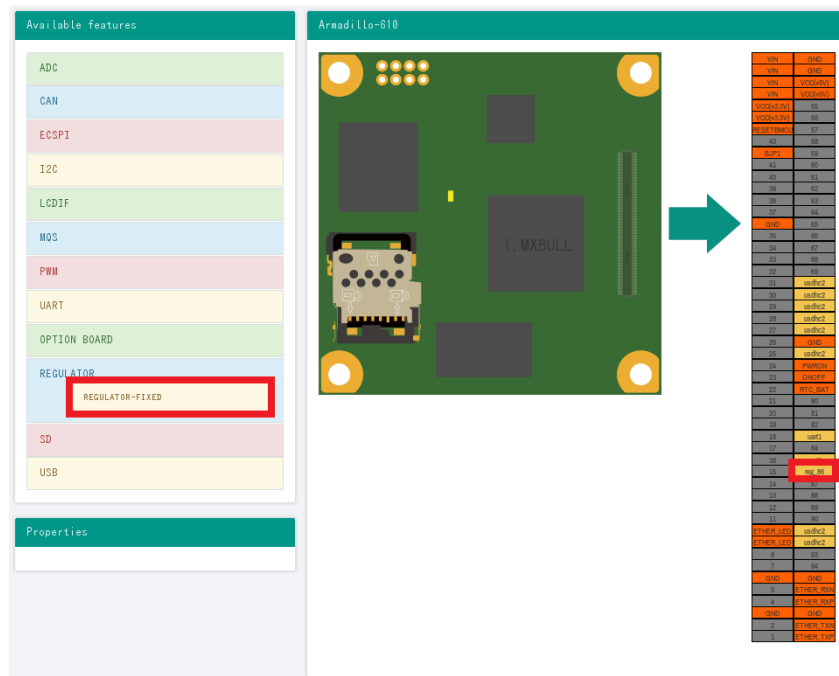 Available features
ADC
CAN
ECSPI
I2C
LCDIF
MQS
PWM
UART
OPTION BOARD
REGULATOR
REGULATOR-FIXED
SD
USB
Properties
Armadillo-610
i.MX6ULL
VIN GND
VIN GND
VIN VCC(+5V)
VIN VCC(+5V)
VCC(+3.3V) 55
VCC(+3.3V) 56
57
43 58
BJP1 59
41 60
40 61
39 62
38 63
37 64
GND 65
35 66
34 67
33 68
32 69
31 usdhc2
30 usdhc2
29 usdhc2
28 usdhc2
27 usdhc2
26 GND
25 usdhc2
24 PWRON
23 ONOFF
22 RTC_BAT
21 80
20 81
19 82
18 uart1
17 84
16
15 reg_86
14 87
13 88
12 89
11 90
ETHER_LED usdhc2
ETHER_LED usdhc2
8 93
7 94
GND GND
5 ETHER_RXN
4 ETHER_RXP
GND GND
2 ETHER_TXN
1 ETHER_TXP